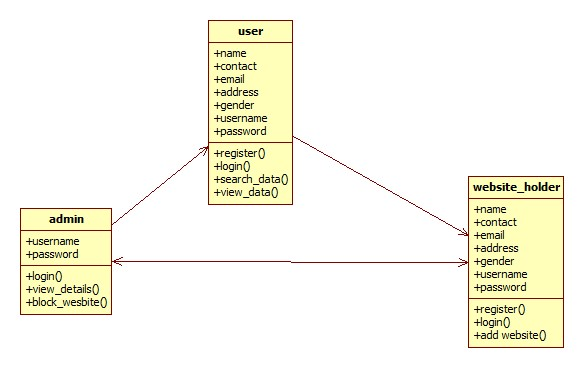 user
+name
+contact
+email
+address
+gender
+username
+password
+register()
+login()
+search_data()
+view_data()
admin
+username
+password
+login()
+view_details()
+block_wesbite()
website_holder
+name
+contact
+email
+address
+gender
+username
+password
+register()
+login()
+add website()